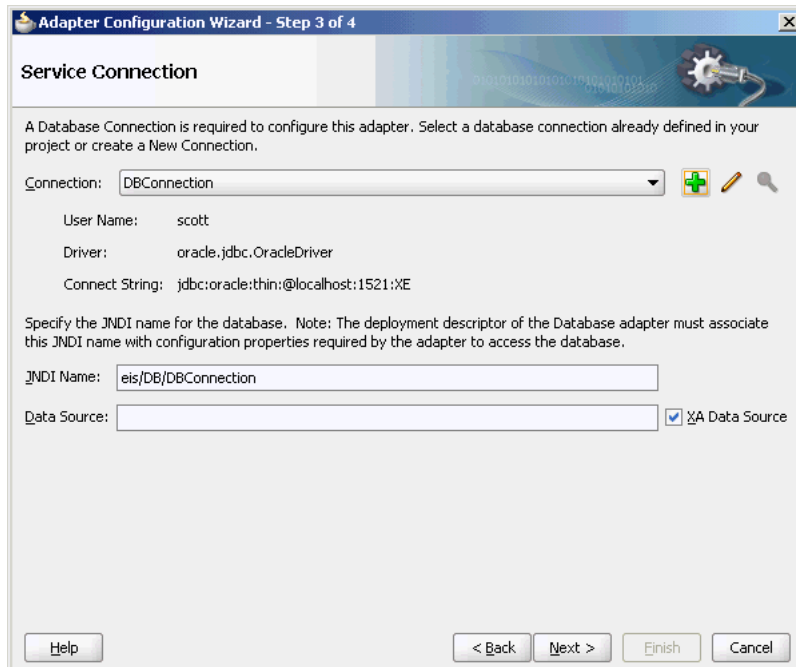 Adapter Configuration Wizard - Step 3 of 4
Service Connection
A Database Connection is required to configure this adapter. Select a database connection already defined in your
project or create a New Connection.
Connection: DBConnection
User Name: scott
Driver: oracle.jdbc.OracleDriver
Connect String: jdbc:oracle:thin:@localhost:1521:XE
Specify the JNDI name for the database. Note: The deployment descriptor of the Database adapter must associate
this JNDI name with configuration properties required by the adapter to access the database.
JNDI Name: eis/DB/DBConnection
Data Source: XA Data Source
Help < Back Next > Finish Cancel